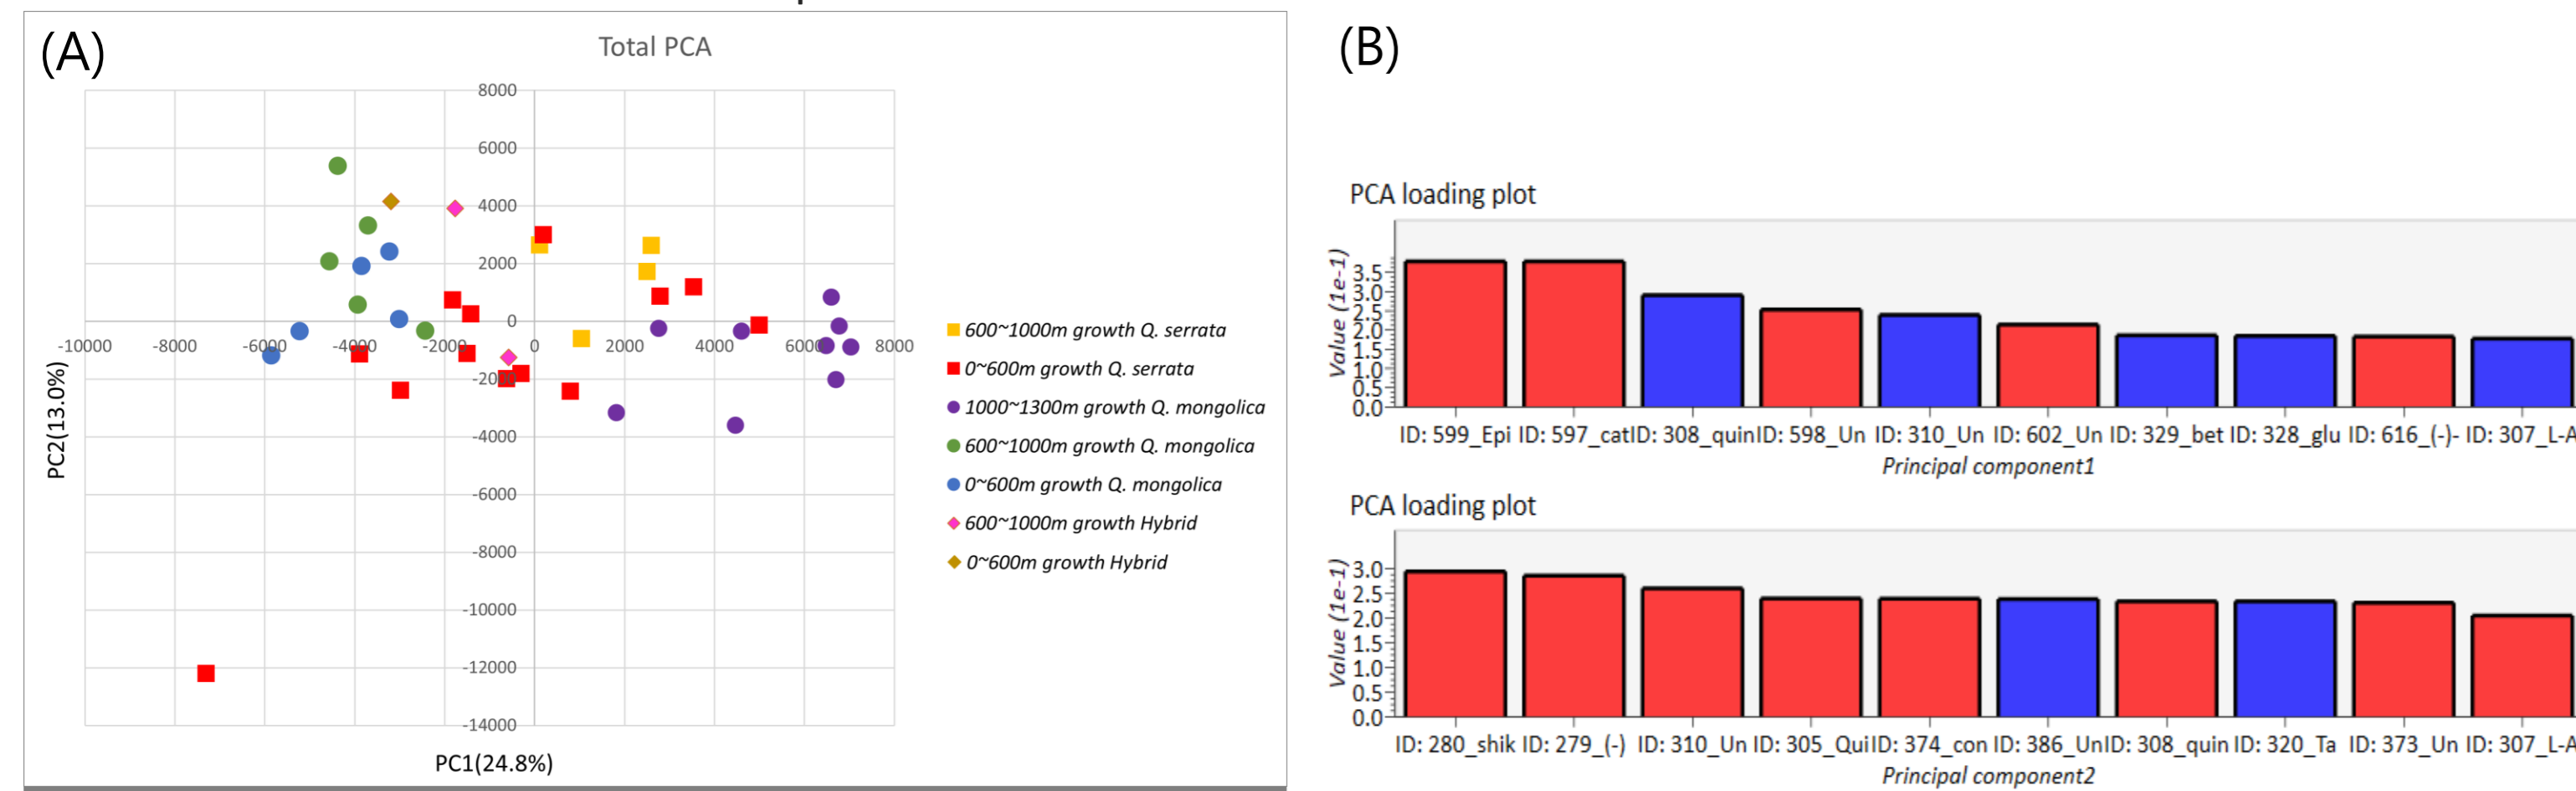 (A)
Total PCA
8000
6000
4000
2000
0
-10000 -8000 -6000 -4000 -2000 0 2000 4000 6000 8000
-2000
-4000
-6000
-8000
-10000
-12000
-14000
PC2(13.0%)
PC1(24.8%)
600~1000m growth Q. serrata
0~600m growth Q. serrata
1000~1300m growth Q. mongolica
600~1000m growth Q. mongolica
0~600m growth Q. mongolica
600~1000m growth Hybrid
0~600m growth Hybrid
(B)
PCA loading plot
Value (1e-1)
3.5
3.0
2.5
2.0
1.5
1.0
0.5
0.0
ID: 599_Epi ID: 597_cat ID: 308_quin ID: 598_Un ID: 310_Un ID: 602_Un ID: 329_bet ID: 328_glu ID: 616_(-)- ID: 307_L-A
Principal component1
PCA loading plot
Value (1e-1)
3.0
2.5
2.0
1.5
1.0
0.5
0.0
ID: 280_shik ID: 279_(-) ID: 310_Un ID: 305_Qui ID: 374_con ID: 386_Un ID: 308_quin ID: 320_Ta ID: 373_Un ID: 307_L-A
Principal component2